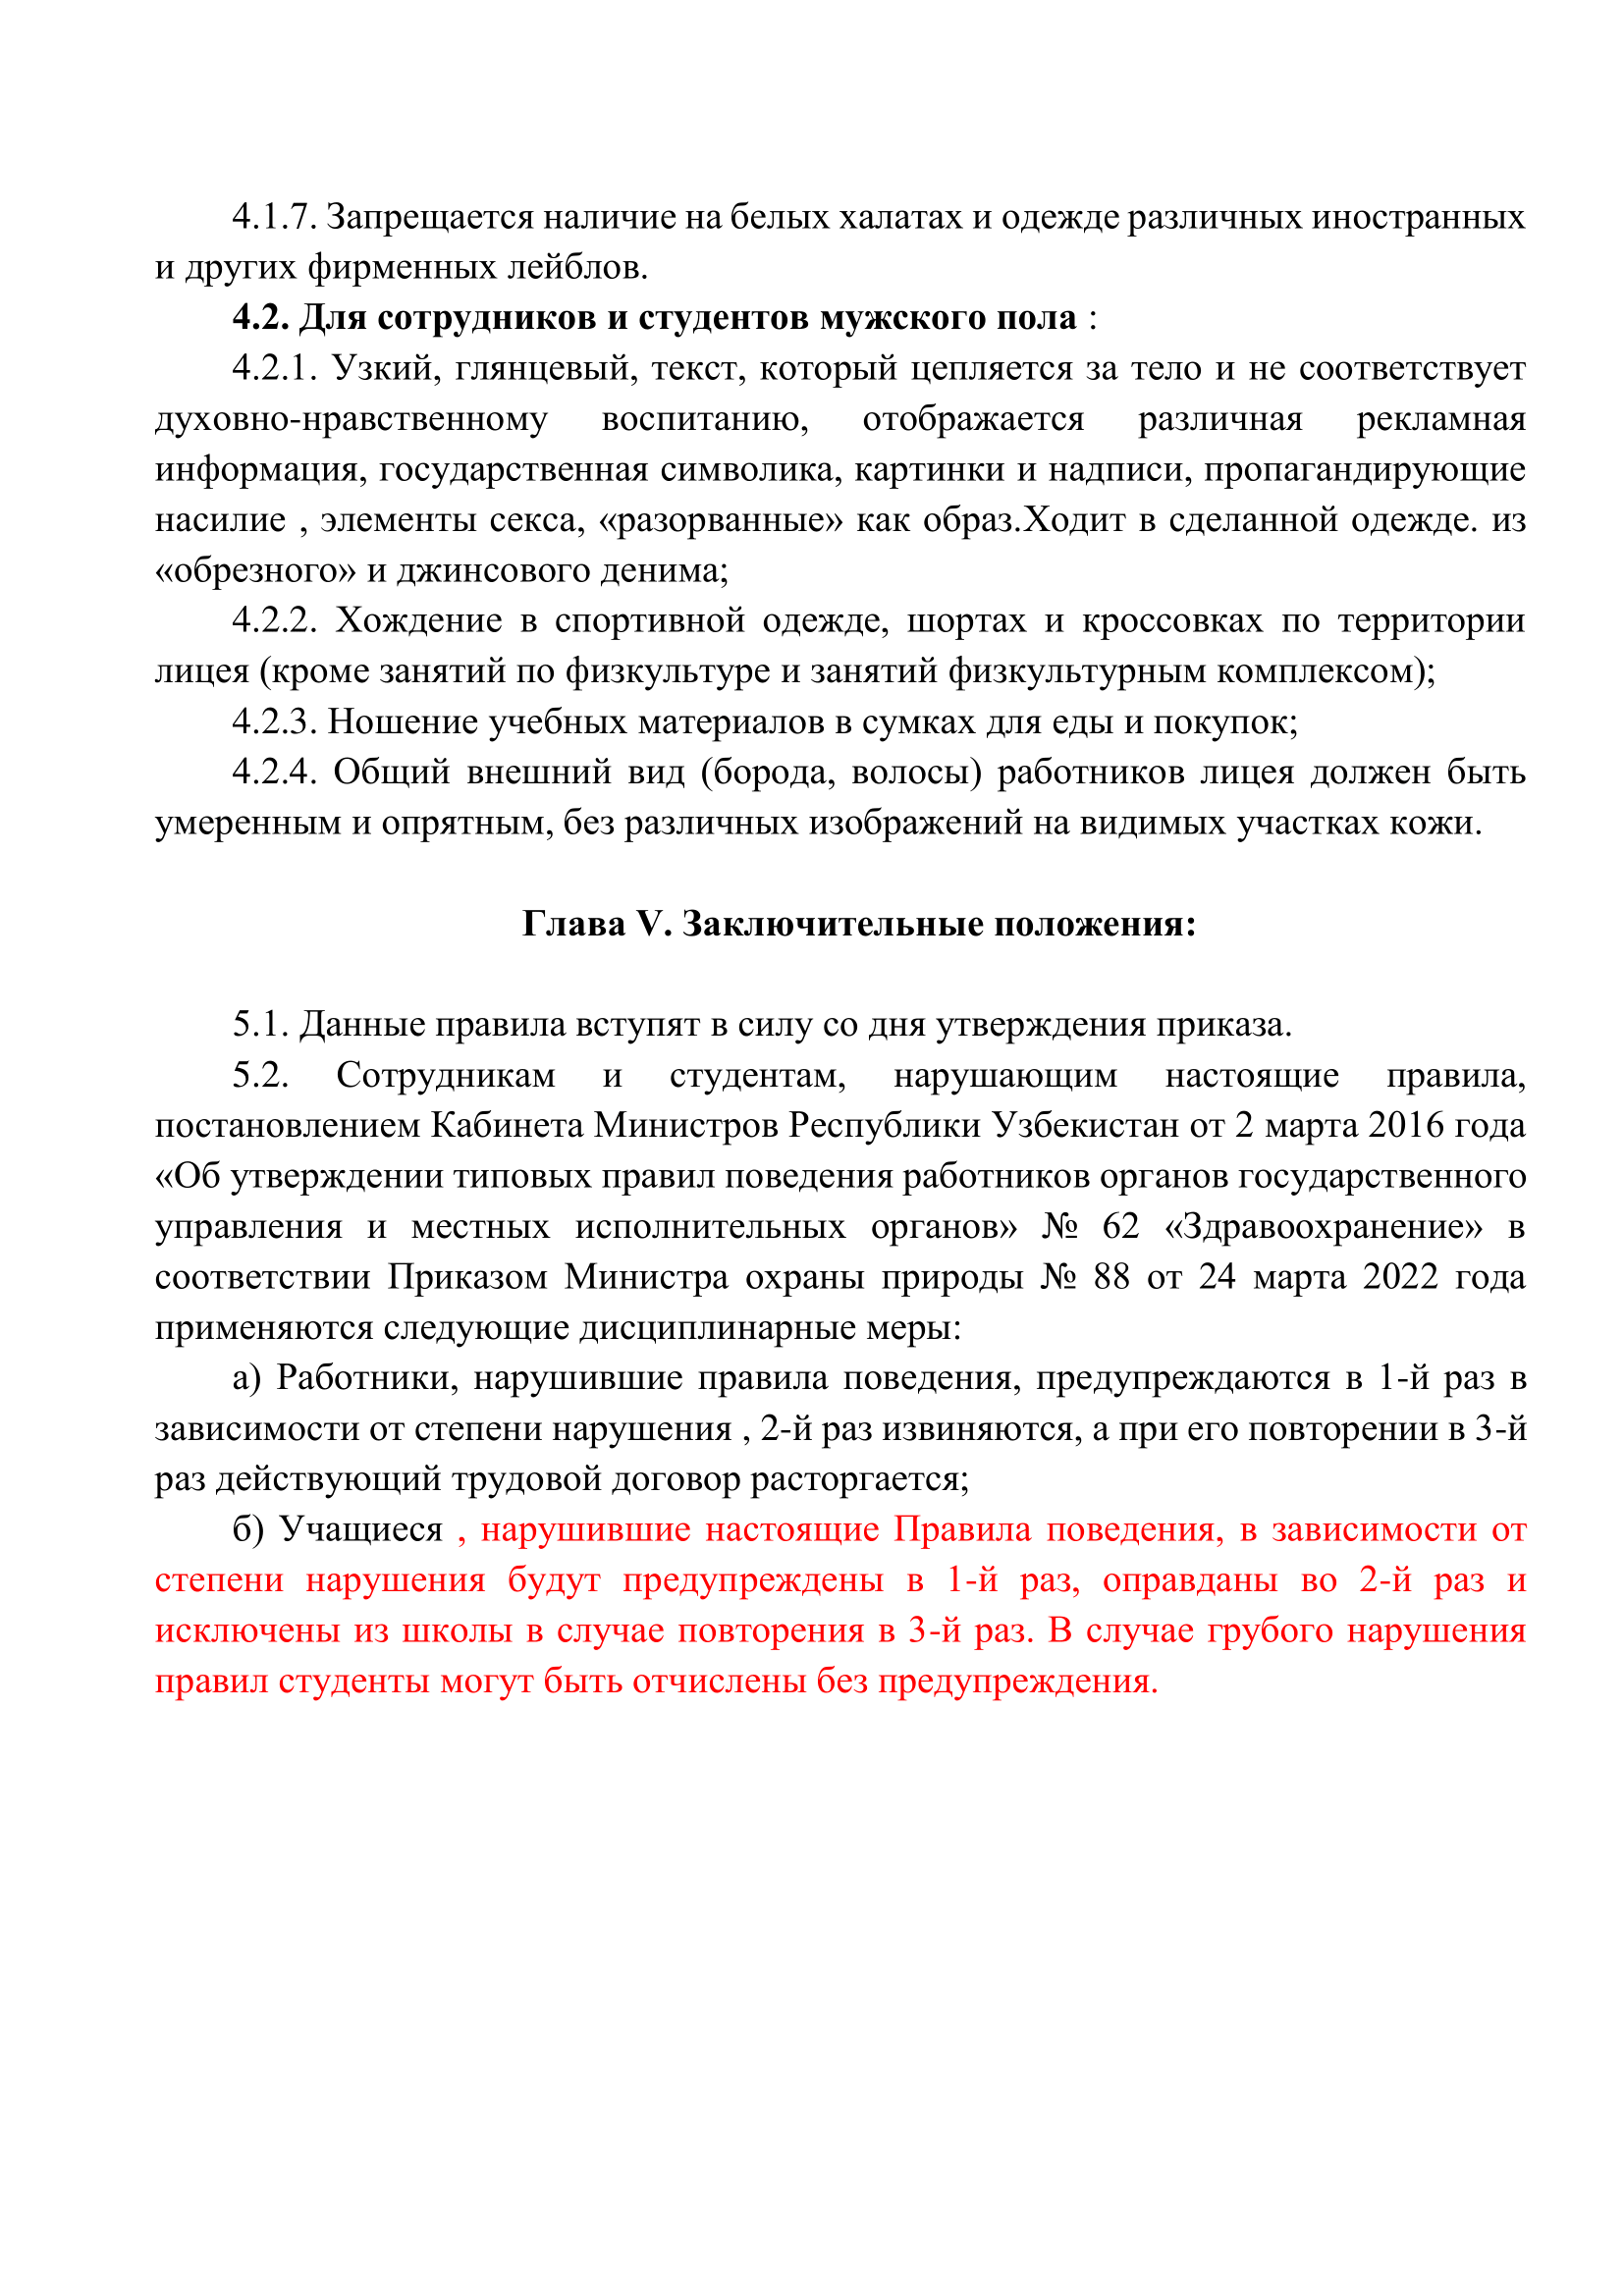 4.1.7. Запрещается наличие на белых халатах и одежде различных иностранных
и других фирменных лейблов.
4.2. Для сотрудников и студентов мужского пола :
4.2.1. Узкий, глянцевый, текст, который цепляется за тело и не соответствует
духовно-нравственному воспитанию, отображается различная рекламная
информация, государственная символика, картинки и надписи, пропагандирующие
насилие , элементы секса, «разорванные» как образ.Ходит в сделанной одежде. из
«обрезного» и джинсового денима;
4.2.2. Хождение в спортивной одежде, шортах и кроссовках по территории
лицея (кроме занятий по физкультуре и занятий физкультурным комплексом);
4.2.3. Ношение учебных материалов в сумках для еды и покупок;
4.2.4. Общий внешний вид (борода, волосы) работников лицея должен быть
умеренным и опрятным, без различных изображений на видимых участках кожи.
Глава V. Заключительные положения:
5.1. Данные правила вступят в силу со дня утверждения приказа.
5.2. Сотрудникам и студентам, нарушающим настоящие правила,
постановлением Кабинета Министров Республики Узбекистан от 2 марта 2016 года
«Об утверждении типовых правил поведения работников органов государственного
управления и местных исполнительных органов» № 62 «Здравоохранение» в
соответствии Приказом Министра охраны природы № 88 от 24 марта 2022 года
применяются следующие дисциплинарные меры:
а) Работники, нарушившие правила поведения, предупреждаются в 1-й раз в
зависимости от степени нарушения , 2-й раз извиняются, а при его повторении в 3-й
раз действующий трудовой договор расторгается;
б) Учащиеся , нарушившие настоящие Правила поведения, в зависимости от
степени нарушения будут предупреждены в 1-й раз, оправданы во 2-й раз и
исключены из школы в случае повторения в 3-й раз. В случае грубого нарушения
правил студенты могут быть отчислены без предупреждения.